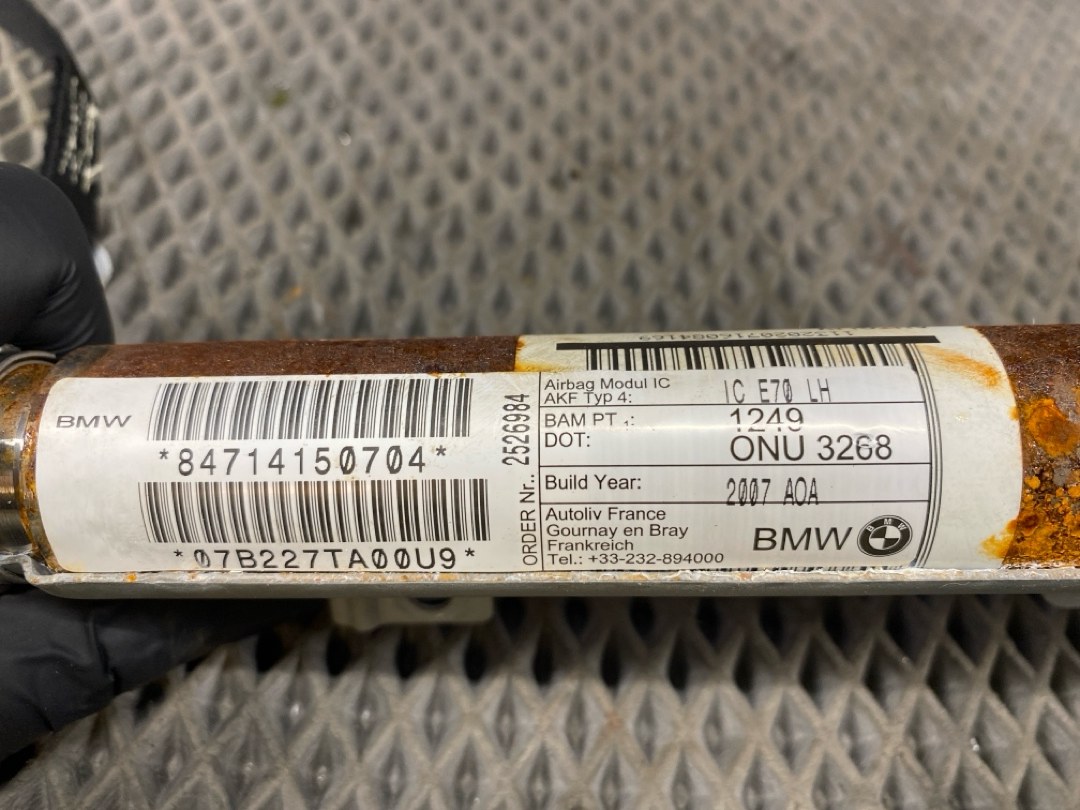 BMW
*84714150704*
*07B227TA00U9*
ORDER Nr.. 2526984
Airbag Modul IC
AKF Typ 4: IC E70 LH
BAM PT 1: 1249
DOT: ONU 3268
Build Year: 2007 AOA
Autoliv France
Gournay en Bray
Frankreich
Tel.: +33-232-894000
BMW
BMW